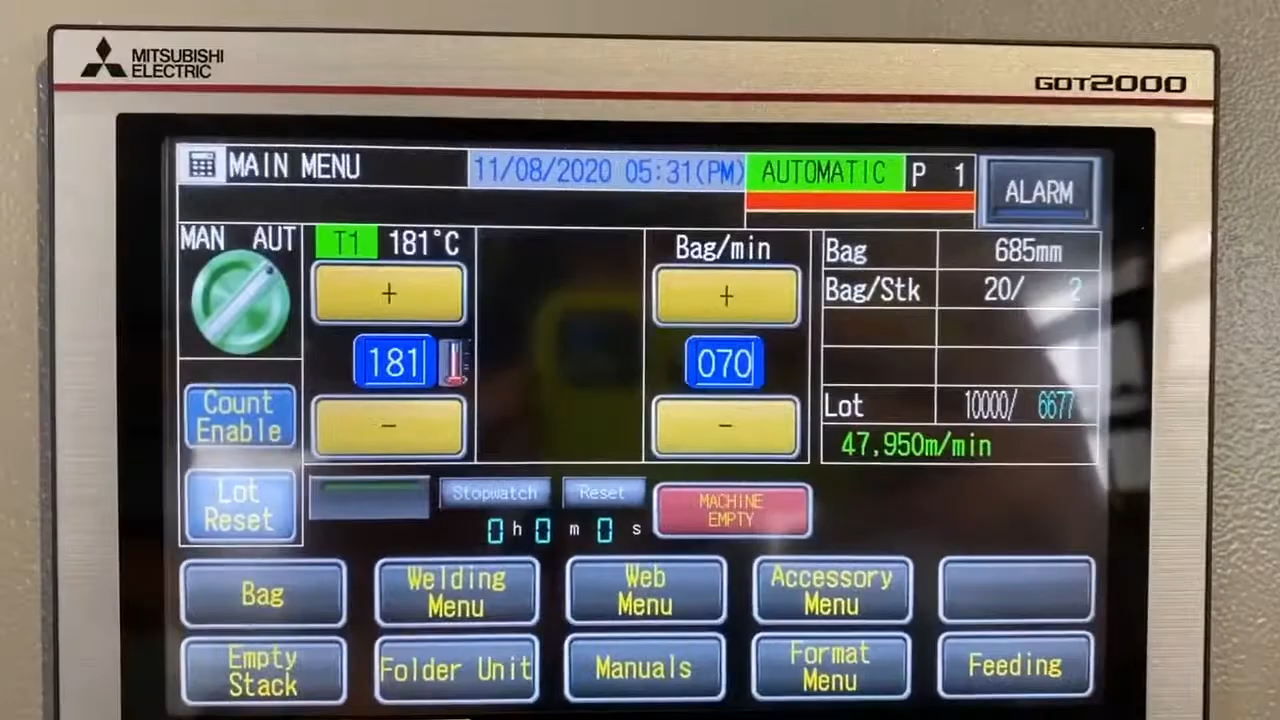 MITSUBISHI
ELECTRIC
GOT2000
MAIN MENU
11/08/2020 05:31(PM)
AUTOMATIC
P 1
ALARM
MAN AUT
T1 181°C
Bag/min
Bag 685mm
+
+
Bag/Stk 20/ 2
181
070
Count
Enable
-
-
Lot 10000/ 6677
47,950m/min
Lot
Reset
Stopwatch
Reset
MACHINE
EMPTY
0 h 0 m 0 s
Bag
Welding
Menu
Web
Menu
Accessory
Menu
Empty
Stack
Folder Unit
Manuals
Format
Menu
Feeding